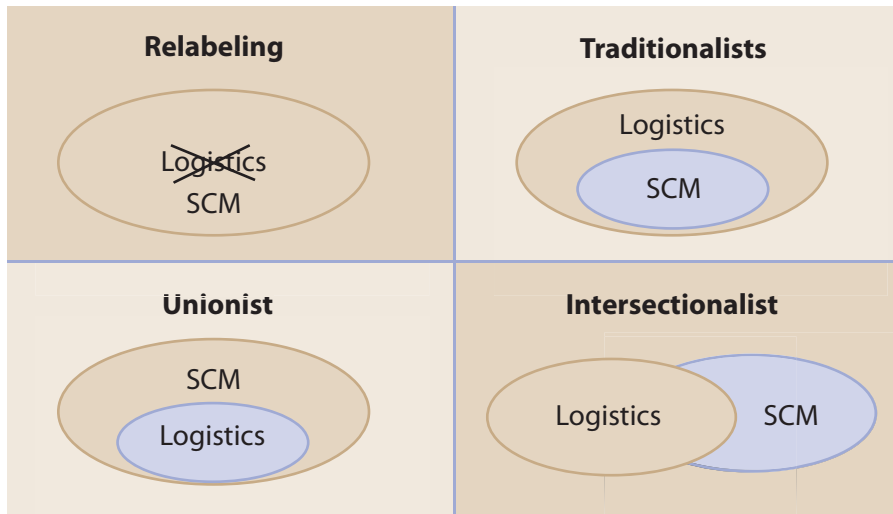 Relabeling
Logistics
SCM
Traditionalists
Logistics
SCM
Unionist
SCM
Logistics
Intersectionalist
Logistics
SCM